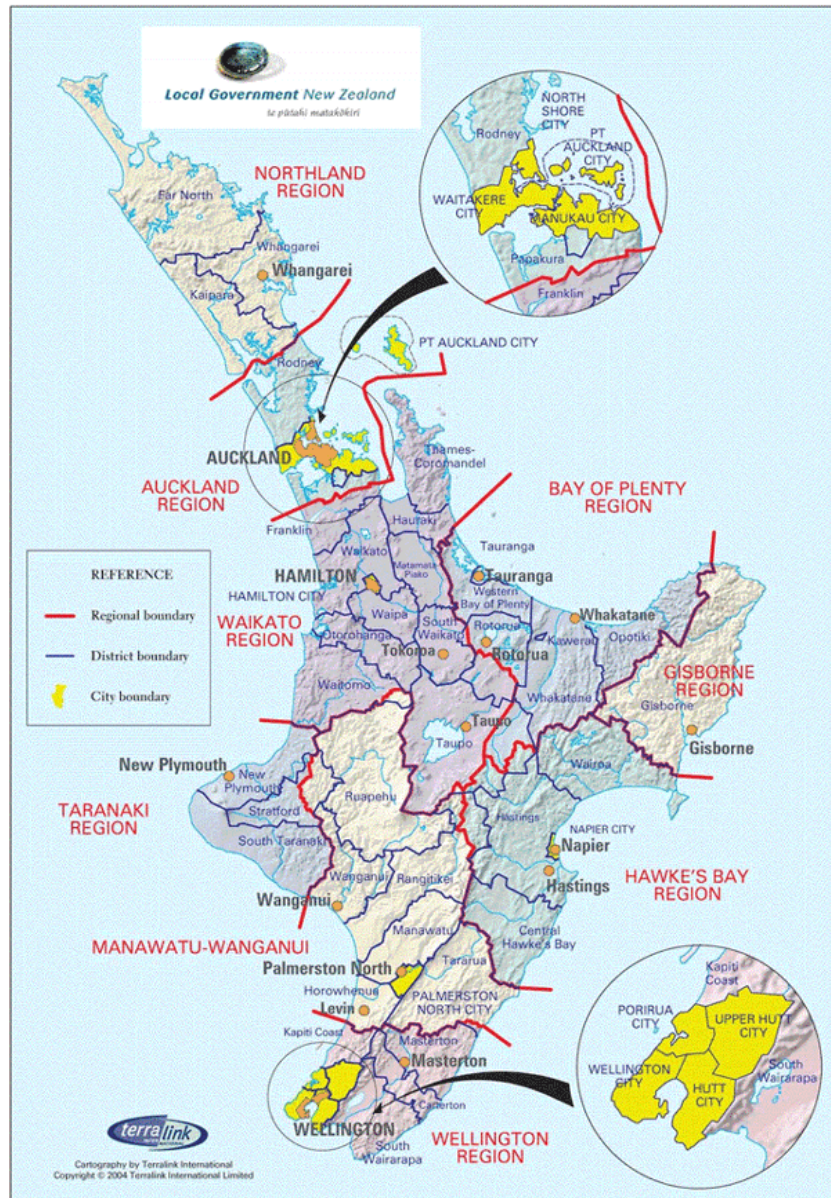 Local Government New Zealand
te pūtahi matakōkiri
NORTHLAND
REGION
Far North
Whangarei
Whangarei
Kaipara
Rodney
NORTH
SHORE
CITY
Rodney
PT
AUCKLAND
CITY
WAITAKERE
CITY
MANUKAU CITY
Papakura
Franklin
PT AUCKLAND CITY
AUCKLAND
AUCKLAND
REGION
Thames-
Coromandel
BAY OF PLENTY
REGION
Franklin
Hauraki
Waikato
Matamata
Piako
Tauranga
Tauranga
HAMILTON
HAMILTON CITY
Western
Bay of Plenty
WAIKATO
REGION
Waipa
South
Waikato
Rotorua
Rotorua
Whakatane
Kawerau
Opotiki
Otorohanga
Tokoroa
GISBORNE
REGION
Gisborne
Gisborne
Waitomo
Whakatane
Taupo
Taupo
Wairoa
REFERENCE
Regional boundary
District boundary
City boundary
New Plymouth
New
Plymouth
TARANAKI
REGION
Stratford
South Taranaki
Ruapehu
Hastings
NAPIER CITY
Napier
Hastings
HAWKE'S BAY
REGION
Wanganui
Wanganui
Rangitikei
MANAWATU-WANGANUI
Manawatu
Central
Hawke's Bay
Tararua
Palmerston North
Horowhenua
PALMERSTON
NORTH CITY
Levin
Kapiti Coast
Masterton
Masterton
Carterton
WELLINGTON
South
Wairarapa
WELLINGTON
REGION
Kapiti
Coast
PORIRUA
CITY
UPPER HUTT
CITY
WELLINGTON
CITY
HUTT
CITY
South
Wairarapa
terralink
Cartography by Terralink International
Copyright © 2004 Terralink International Limited